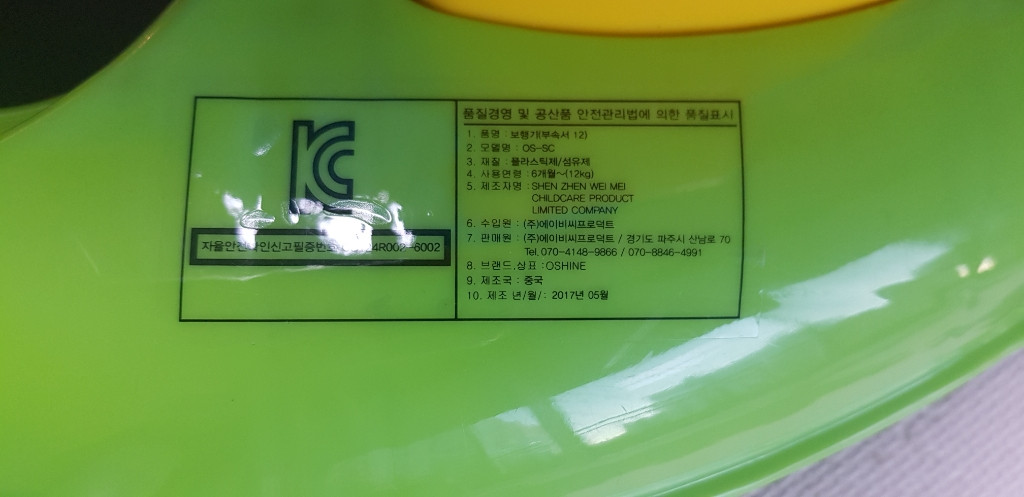 KC
자율안전확인신고필증번호 4R002-6002
품질경영 및 공산품 안전관리법에 의한 품질표시
1. 품명 : 보행기(부속서 12)
2. 모델명 : OS-SC
3. 재질 : 플라스틱제/섬유제
4. 사용연령 : 6개월~(12kg)
5. 제조자명 : SHEN ZHEN WEI MEI
CHILDCARE PRODUCT
LIMITED COMPANY
6. 수입원 : (주)에이비씨프로덕트
7. 판매원 : (주)에이비씨프로덕트 / 경기도 파주시 산남로 70
Tel.070-4148-9866 / 070-8846-4991
8. 브랜드,상표 : OSHINE
9. 제조국 : 중국
10. 제조 년/월/ : 2017년 05월